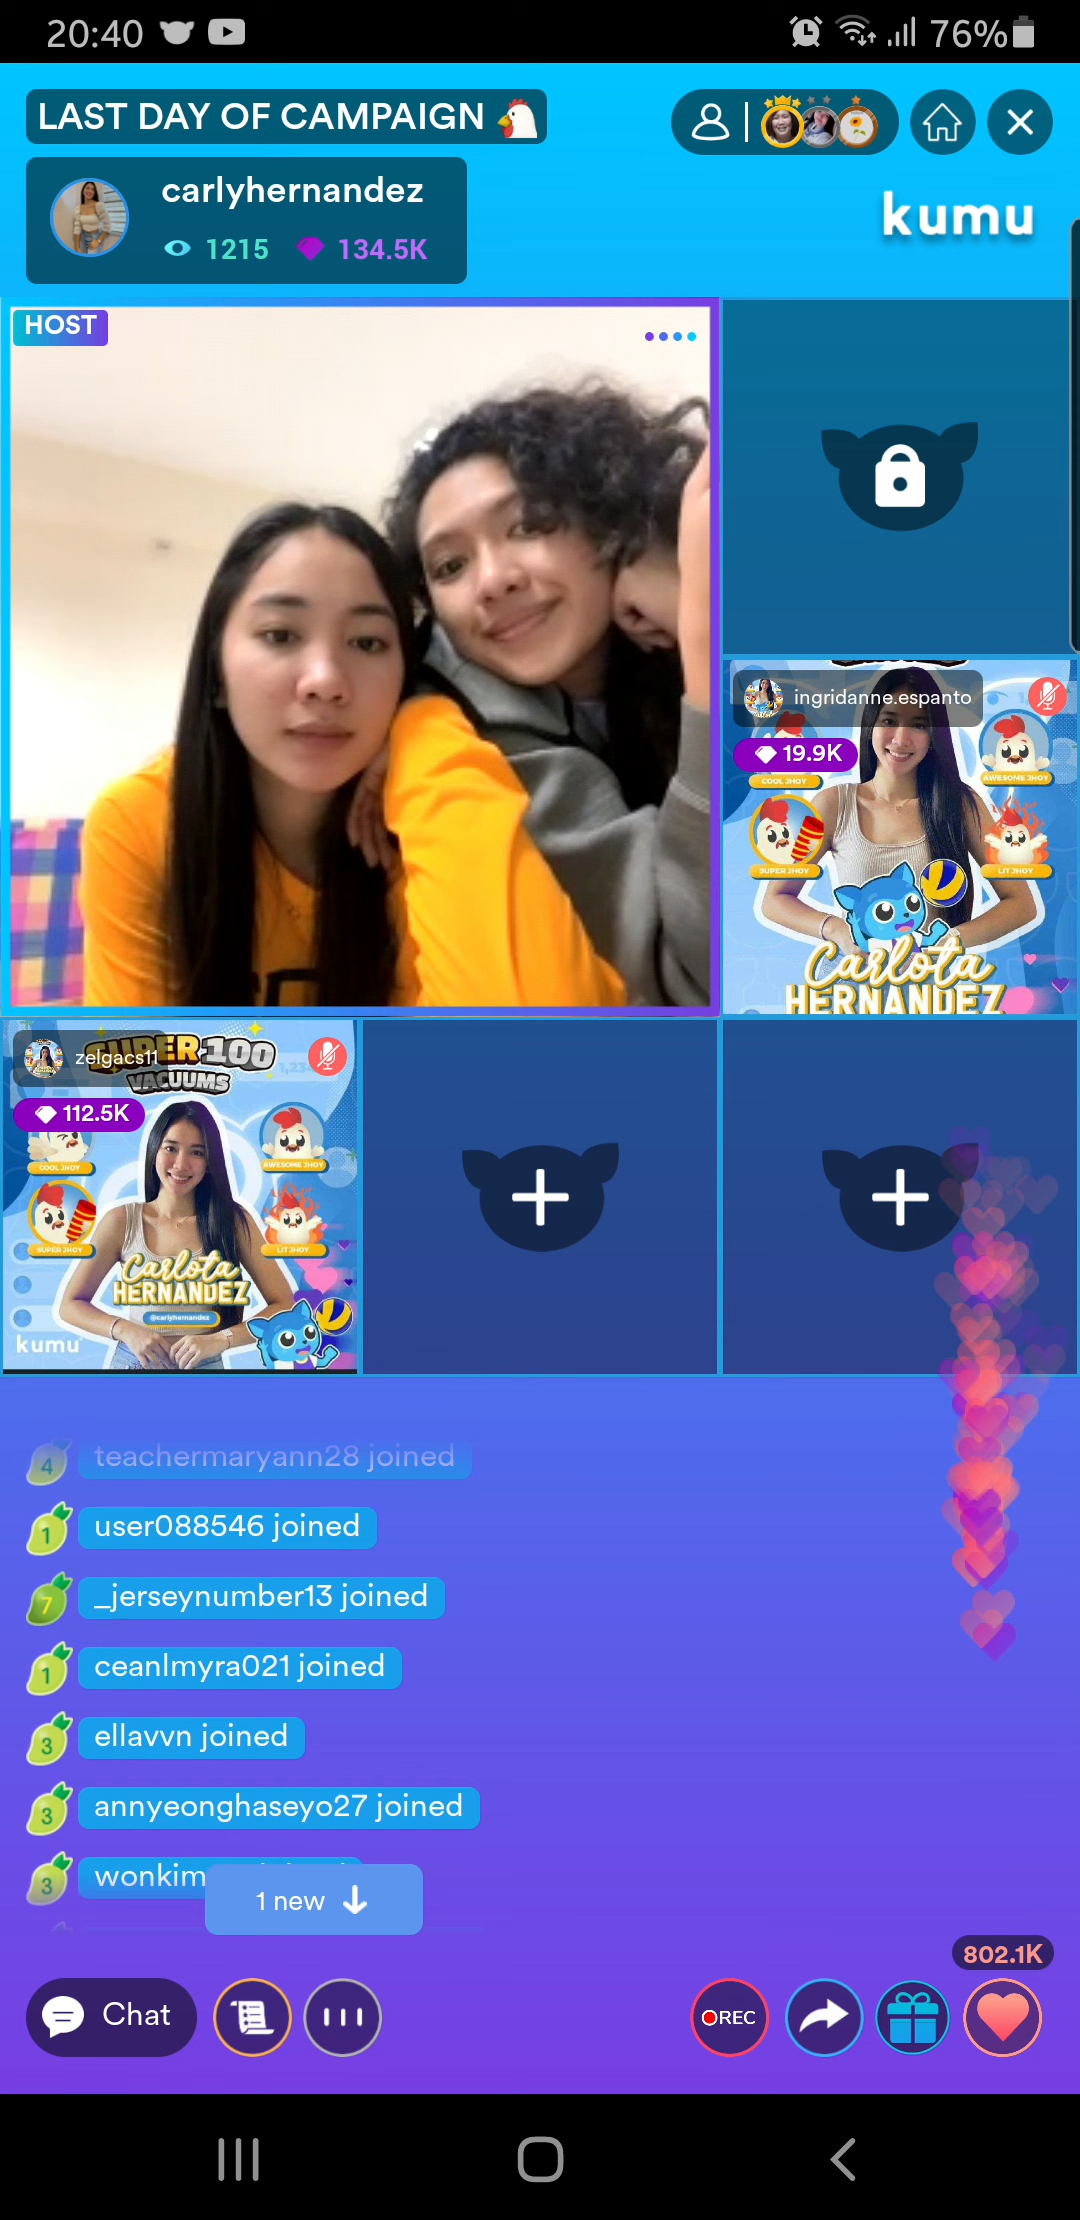 20:40
76%
LAST DAY OF CAMPAIGN
carlyhernandez
1215 134.5K
kumu
HOST
ingridanne.espanto
19.9K
COOL JHOY
AWESOME JHOY
SUPER JHOY
LIT JHOY
Carlota
HERNANDEZ
zelgacs11
SUPER 100
VACUUMS
112.5K
COOL JHOY
AWESOME JHOY
SUPER JHOY
LIT JHOY
Carlota
HERNANDEZ
@carlyhernandez
kumu
4 teachermaryann28 joined
1 user088546 joined
7 _jerseynumber13 joined
1 ceanlmyra021 joined
3 ellavvn joined
3 annyeonghaseyo27 joined
3
1 new
802.1K
Chat
REC